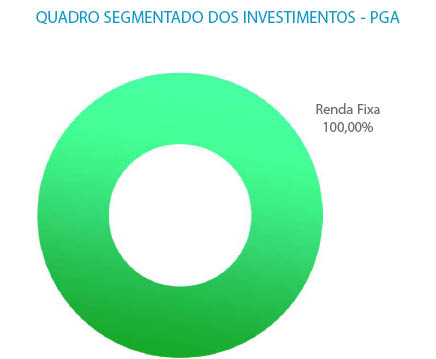 QUADRO SEGMENTADO DOS INVESTIMENTOS - PGA
Renda Fixa
100,00%